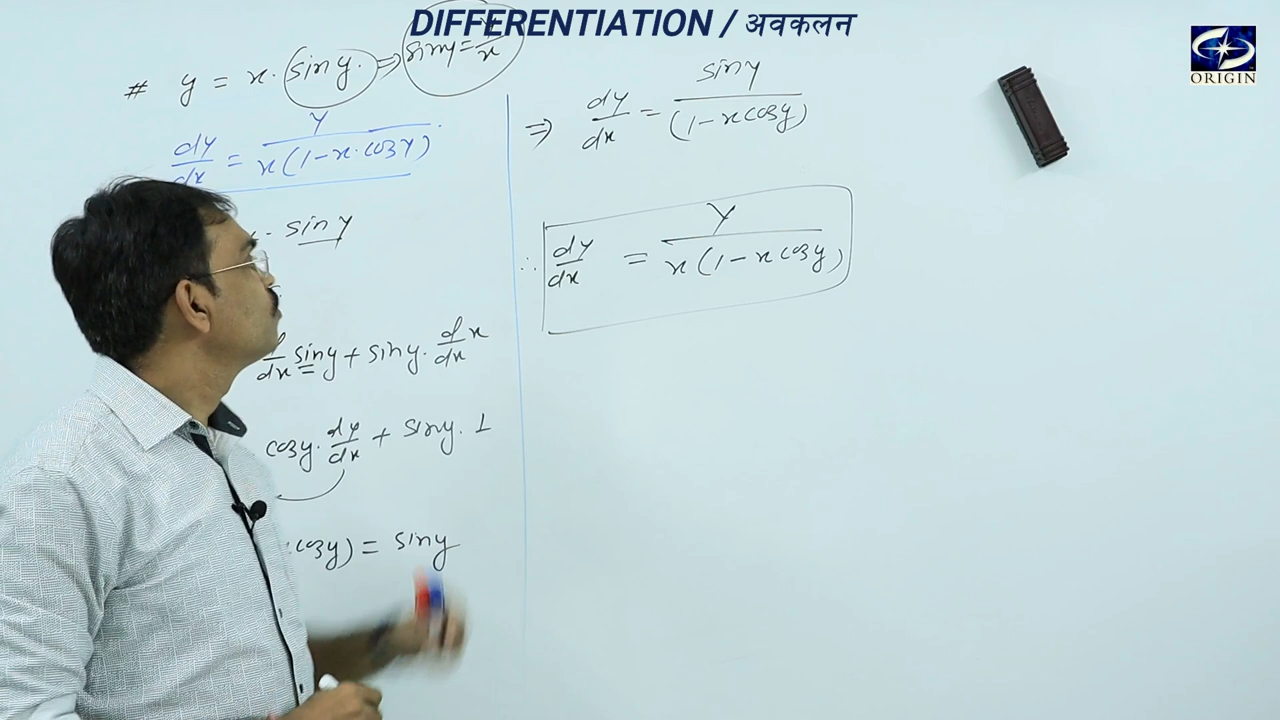 DIFFERENTIATION / अवकलन
ORIGIN
# y = x · sin y · ⇒ sin y = y/x
dy/dx = y / x(1 - x · cos y) ·
· sin y
d/dx sin y + sin y · d/dx x
cos y · dy/dx + sin y · 1
· cos y) = sin y
⇒ dy/dx = sin y / (1 - x cos y)
∴ dy/dx = y / x(1 - x cos y)